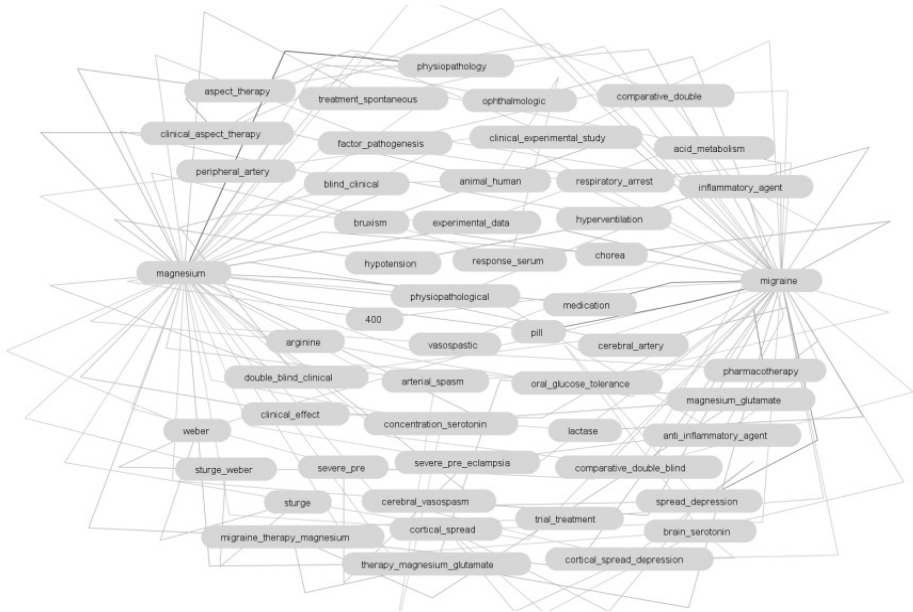 physiopathology
aspect_therapy
treatment_spontaneous
ophthalmologic
comparative_double
clinical_aspect_therapy
factor_pathogenesis
clinical_experimental_study
acid_metabolism
peripheral_artery
blind_clinical
animal_human
respiratory_arrest
inflammatory_agent
bruxism
experimental_data
hyperventilation
hypotension
response_serum
chorea
magnesium
migraine
physiopathological
medication
400
pill
arginine
vasospastic
cerebral_artery
double_blind_clinical
arterial_spasm
oral_glucose_tolerance
pharmacotherapy
magnesium_glutamate
clinical_effect
concentration_serotonin
weber
lactase
anti_inflammatory_agent
sturge_weber
severe_pre
severe_pre_eclampsia
comparative_double_blind
sturge
cerebral_vasospasm
spread_depression
trial_treatment
migraine_therapy_magnesium
cortical_spread
brain_serotonin
therapy_magnesium_glutamate
cortical_spread_depression